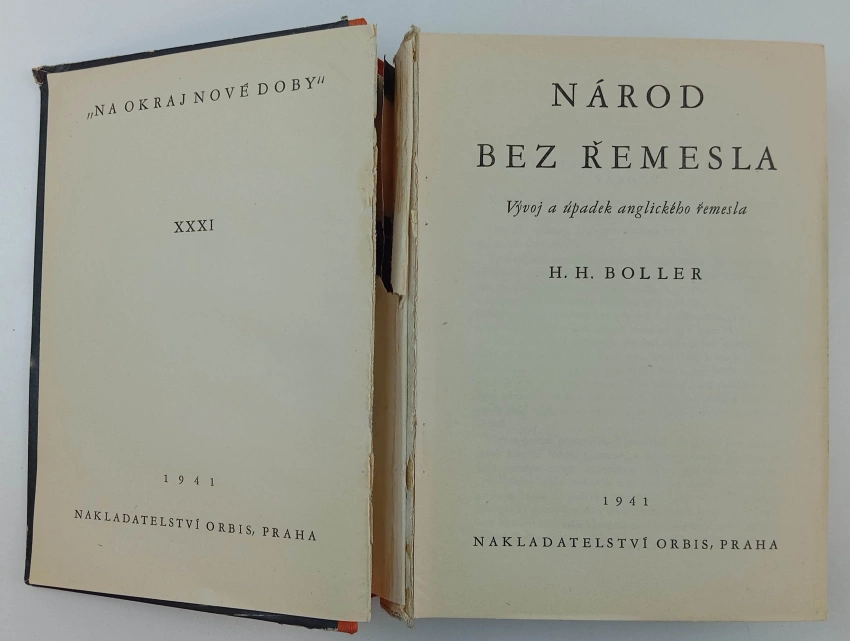 „NA OKRAJ NOVÉ DOBY“
XXXI
1941
NAKLADATELSTVÍ ORBIS, PRAHA
NÁROD
BEZ ŘEMESLA
Vývoj a úpadek anglického řemesla
H. H. BOLLER
1941
NAKLADATELSTVÍ ORBIS, PRAHA